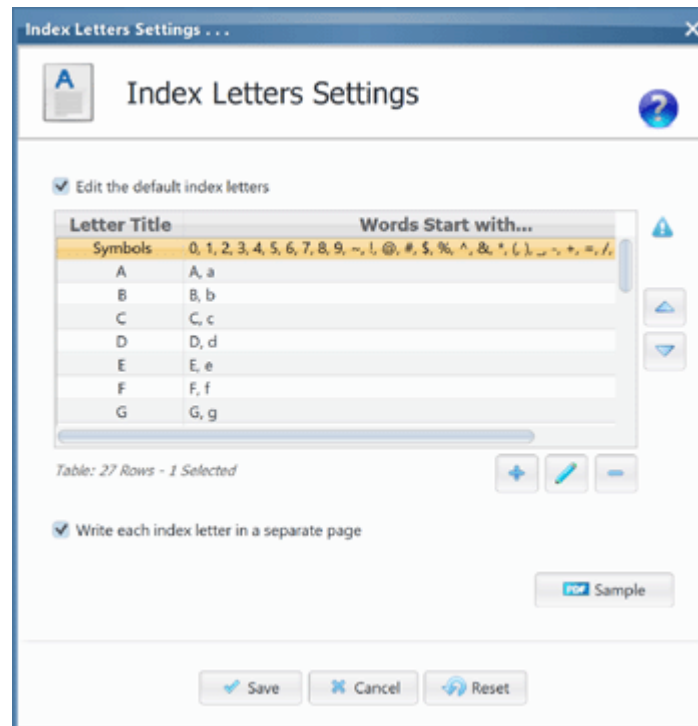 Index Letters Settings . . .
Index Letters Settings
Edit the default index letters
Letter Title Words Start with...
Symbols 0, 1, 2, 3, 4, 5, 6, 7, 8, 9, ~, !, @, #, $, %, ^, &, *, (, ), _, -, +, =, /,
A A, a
B B, b
C C, c
D D, d
E E, e
F F, f
G G, g
Table: 27 Rows - 1 Selected
Write each index letter in a separate page
PDF Sample
Save Cancel Reset